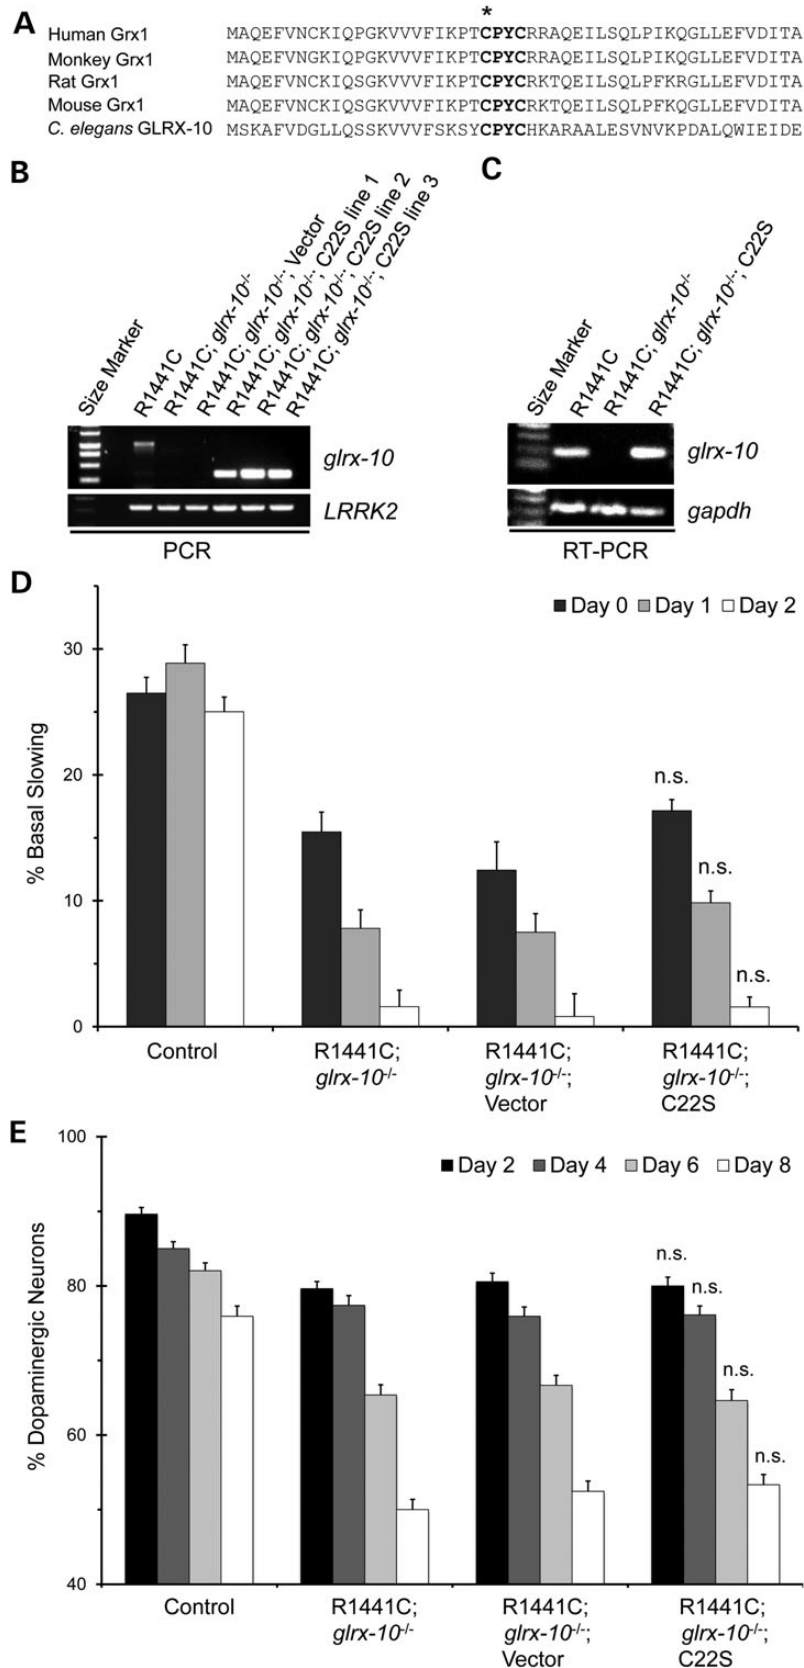 A
*
Human Grx1 MAQEFVNCKIQPGKVVVFIKPTCPYCRRAQEILSQLPIKQGLLEFVDITA
Monkey Grx1 MAQEFVNGKIQPGKVVVFIKPTCPYCRRAQEILSQLPIKQGLLEFVDITA
Rat Grx1 MAQEFVNCKIQSGKVVVFIKPTCPYCRKTQEILSQLPFKRGLLEFVDITA
Mouse Grx1 MAQEFVNCKIQSGKVVVFIKPTCPYCRKTQEILSQLPFKQGLLEFVDITA
C. elegans GLRX-10 MSKAFVDGLLQSSKVVVFSKSYCPYCHKARAALESVNVKPDALQWIEIDE
B
Size Marker
R1441C
R1441C; glrx-10-/-
R1441C; glrx-10-/-; Vector
R1441C; glrx-10-/-; C22S line 1
R1441C; glrx-10-/-; C22S line 2
R1441C; glrx-10-/-; C22S line 3
glrx-10
LRRK2
PCR
C
Size Marker
R1441C
R1441C; glrx-10-/-
R1441C; glrx-10-/-; C22S
glrx-10
gapdh
RT-PCR
D
Day 0 Day 1 Day 2
% Basal Slowing
30
20
10
0
n.s.
n.s.
n.s.
Control
R1441C;
glrx-10-/-
R1441C;
glrx-10-/-;
Vector
R1441C;
glrx-10-/-;
C22S
E
Day 2 Day 4 Day 6 Day 8
% Dopaminergic Neurons
100
80
60
40
n.s.
n.s.
n.s.
n.s.
Control
R1441C;
glrx-10-/-
R1441C;
glrx-10-/-;
Vector
R1441C;
glrx-10-/-;
C22S